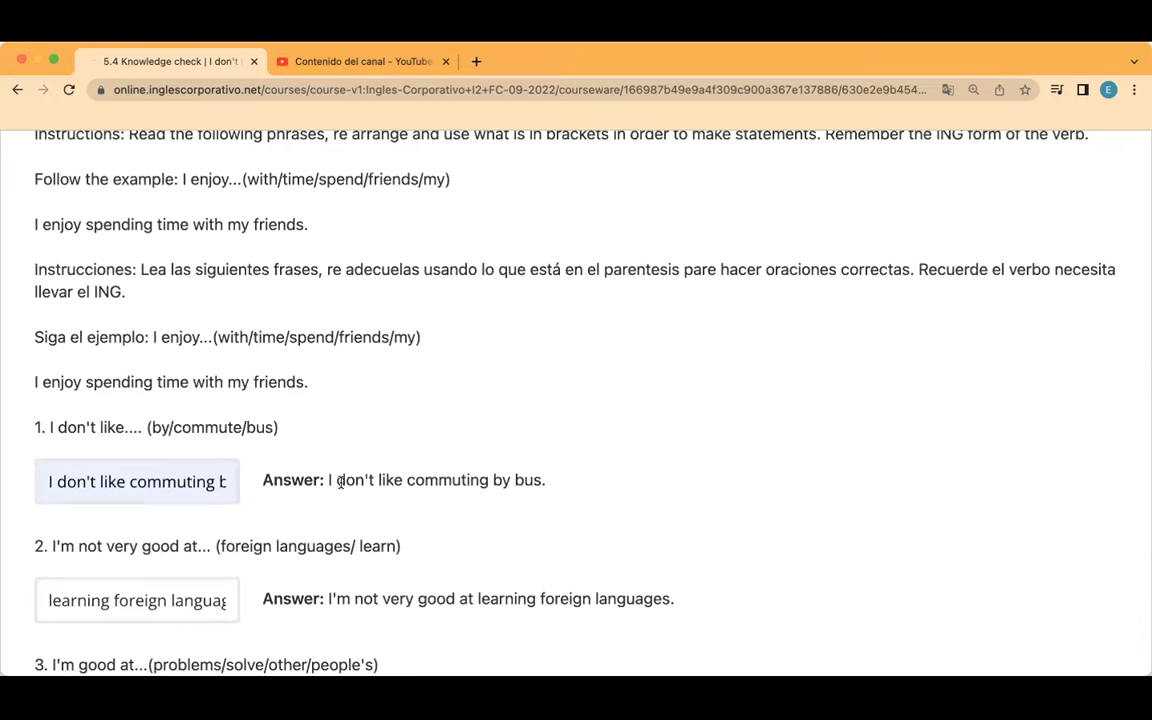 5.4 Knowledge check | I don't
Contenido del canal - YouTube
online.inglescorporativo.net/courses/course-v1:Ingles-Corporativo+I2+FC-09-2022/courseware/166987b49e9a4f309c900a367e137886/630e2e9b454...
E
Instructions: Read the following phrases, re arrange and use what is in brackets in order to make statements. Remember the ING form of the verb.
Follow the example: I enjoy...(with/time/spend/friends/my)
I enjoy spending time with my friends.
Instrucciones: Lea las siguientes frases, re adecuelas usando lo que está en el parentesis pare hacer oraciones correctas. Recuerde el verbo necesita
llevar el ING.
Siga el ejemplo: I enjoy...(with/time/spend/friends/my)
I enjoy spending time with my friends.
1. I don't like.... (by/commute/bus)
I don't like commuting b
Answer: I don't like commuting by bus.
2. I'm not very good at... (foreign languages/ learn)
learning foreign languag
Answer: I'm not very good at learning foreign languages.
3. I'm good at...(problems/solve/other/people's)